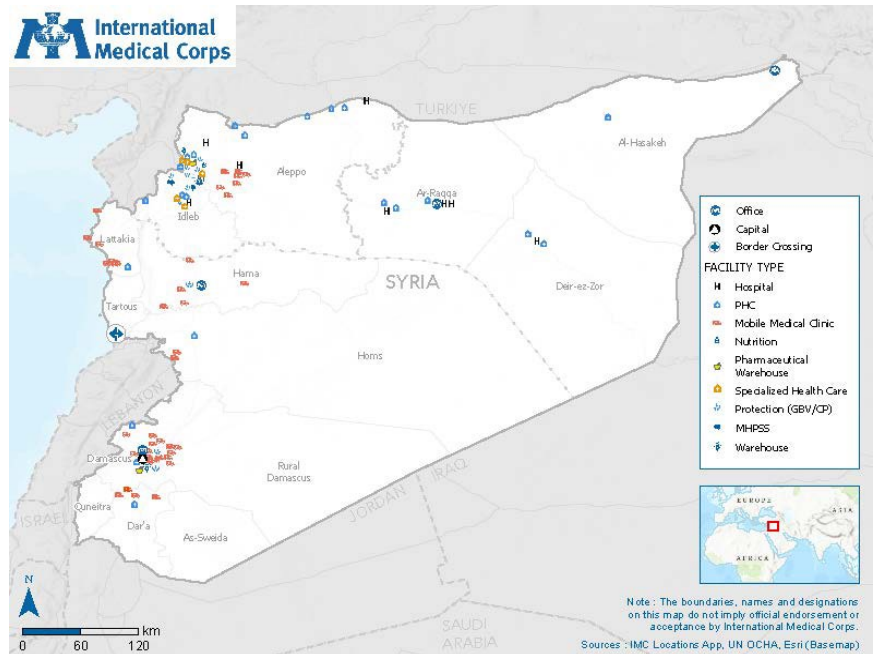 International
Medical Corps
TURKIYE
Al-Hasakeh
Aleppo
Ar-Raqqa
Idleb
Lattakia
Hama
SYRIA
Deir-ez-Zor
Tartous
Homs
LEBANON
Damascus
Rural
Damascus
IRAQ
JORDAN
Quneitra
ISRAEL
Dar'a
As-Sweida
SAUDI
ARABIA
Office
Capital
Border Crossing
FACILITY TYPE
H Hospital
PHC
Mobile Medical Clinic
Nutrition
Pharmaceutical
Warehouse
Specialized Health Care
Protection (GBV/CP)
MHPSS
Warehouse
EUROPE
ASIA
AFRICA
N
km
0 60 120
Note : The boundaries, names and designations
on this map do not imply official endorsement or
acceptance by International Medical Corps.
Sources : IMC Locations App, UN OCHA, Esri (Basemap)